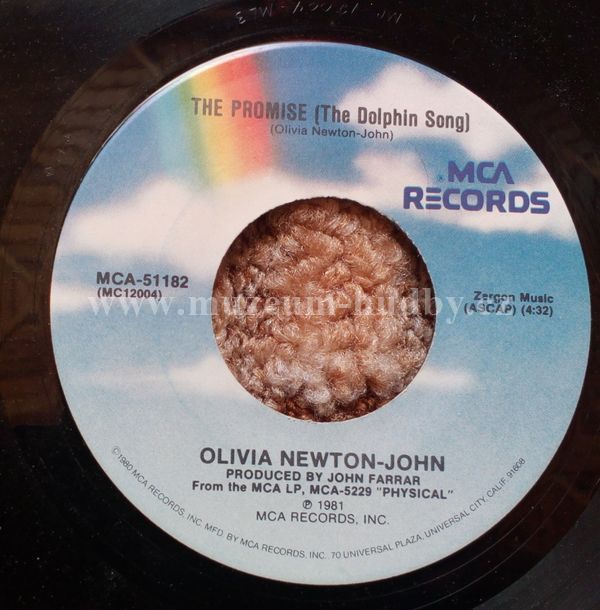 THE PROMISE (The Dolphin Song)
(Olivia Newton-John)
MCA
RECORDS
MCA-51182
(MC12004)
Zergon Music
(ASCAP) (4:32)
www.muzeum-hudby.cz
OLIVIA NEWTON-JOHN
PRODUCED BY JOHN FARRAR
From the MCA LP, MCA-5229 "PHYSICAL"
℗ 1981
MCA RECORDS, INC.
©1980 MCA RECORDS, INC. MFD. BY MCA RECORDS, INC. 70 UNIVERSAL PLAZA, UNIVERSAL CITY, CALIF. 91608